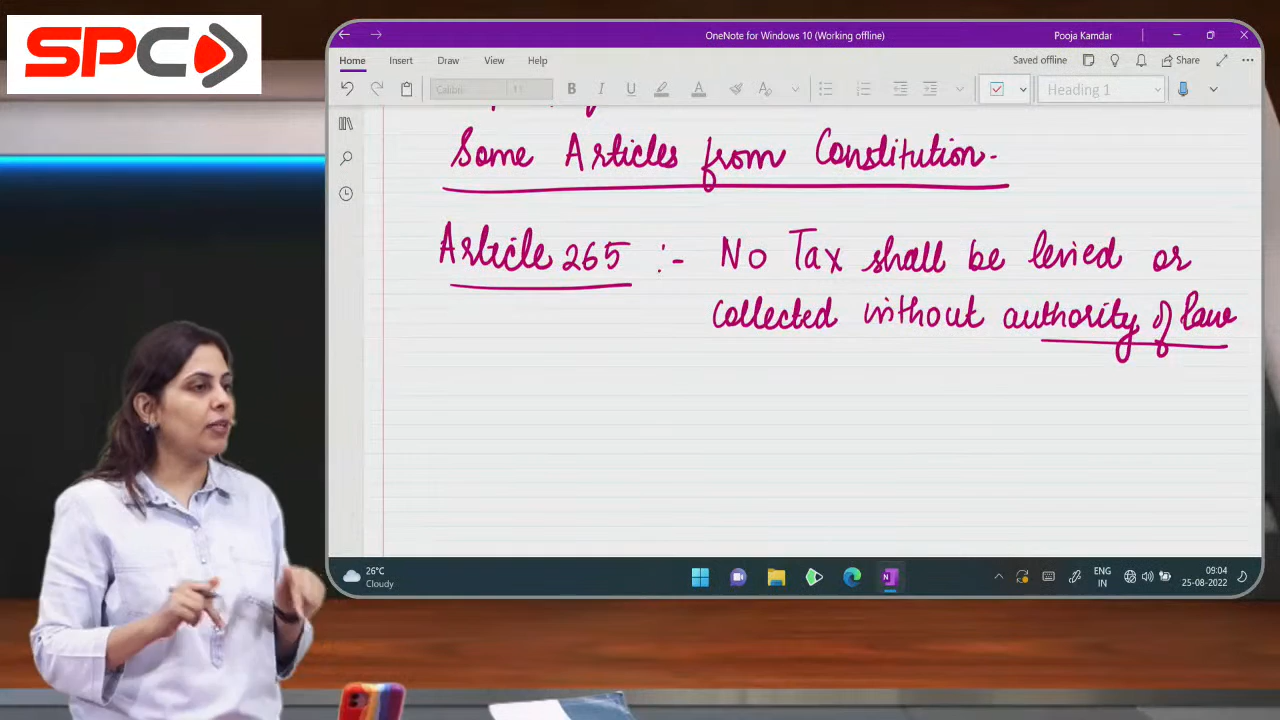 SPC
OneNote for Windows 10 (Working offline)
Pooja Kamdar
Home Insert Draw View Help
Saved offline
Share
Calibri 11
B I U A
Heading 1
Some Articles from Constitution.
Article 265 :- No Tax shall be levied or
collected without authority of law
26°C
Cloudy
ENG
IN
09:04
25-08-2022